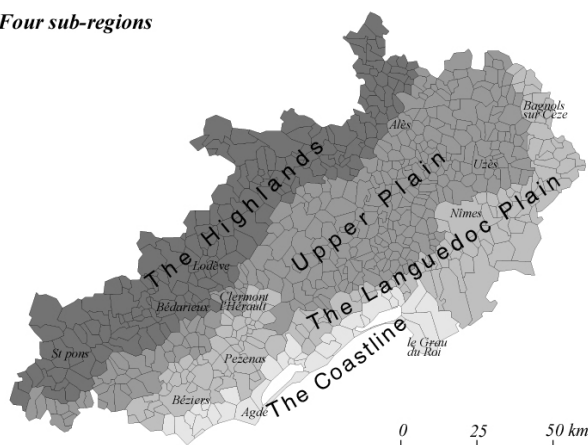 Four sub-regions
Bagnols
sur Cèze
Alès
Uzès
The Highlands
Upper Plain
Nîmes
The Languedoc Plain
Lodève
Clermont
l'Hérault
Bédarieux
le Grau
du Roi
The Coastline
St pons
Pezenas
Béziers
Agde
0 25 50 km